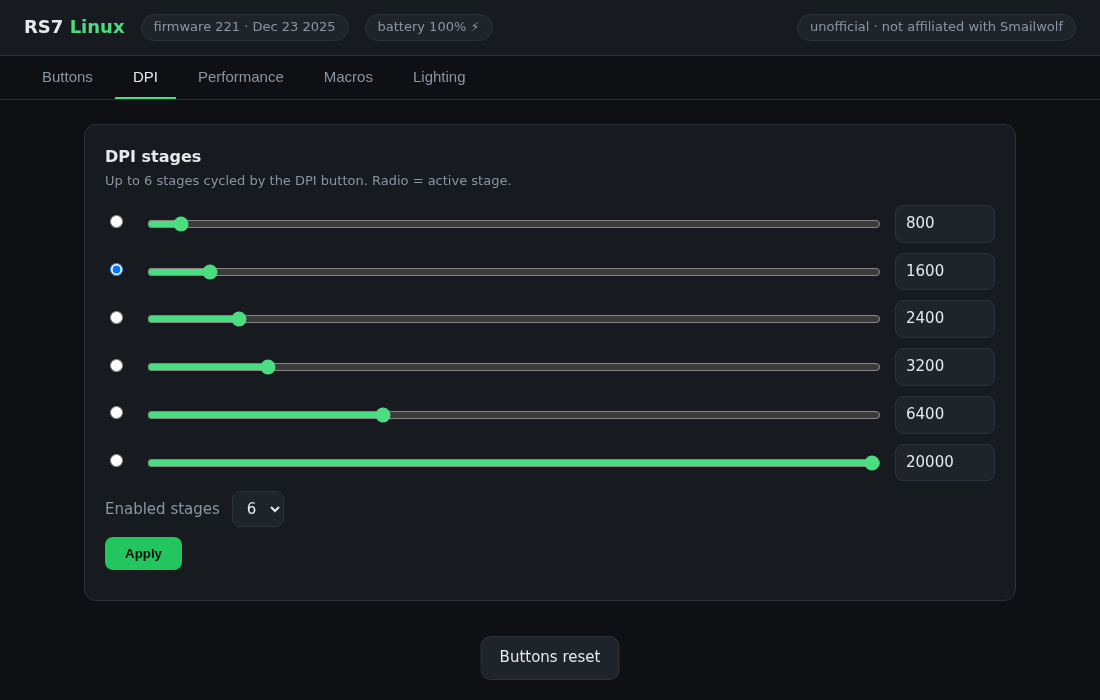 RS7 Linux
firmware 221 · Dec 23 2025
battery 100% ⚡
unofficial · not affiliated with Smailwolf
Buttons
DPI
Performance
Macros
Lighting
DPI stages
Up to 6 stages cycled by the DPI button. Radio = active stage.
800
1600
2400
3200
6400
20000
Enabled stages 6
Apply
Buttons reset